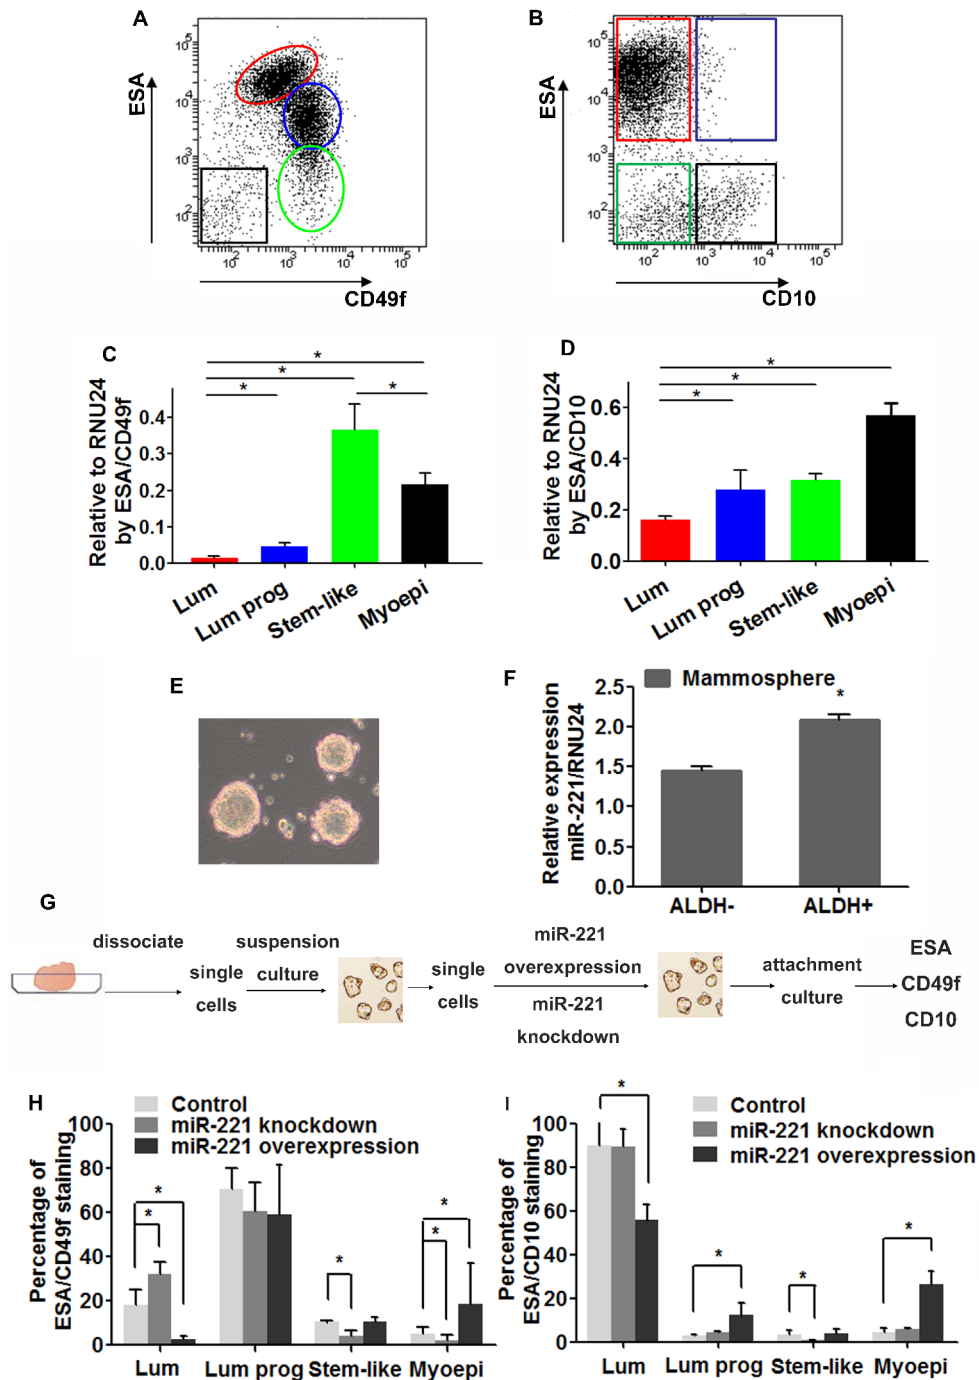 A
ESA
10^5
10^4
10^3
10^2
10^2 10^3 10^4 10^5
CD49f
B
ESA
10^5
10^4
10^3
10^2
10^2 10^3 10^4 10^5
CD10
C
Relative to RNU24
by ESA/CD49f
0.4
0.3
0.2
0.1
0.0
* * * *
Lum Lum prog Stem-like Myoepi
D
Relative to RNU24
by ESA/CD10
0.6
0.4
0.2
0.0
* * *
Lum Lum prog Stem-like Myoepi
E
F
Mammosphere
Relative expression
miR-221/RNU24
2.5
2.0
1.5
1.0
0.5
0.0
*
ALDH- ALDH+
G
dissociate
single
cells
suspension
culture
single
cells
miR-221
overexpression
miR-221
knockdown
attachment
culture
ESA
CD49f
CD10
H
Control
miR-221 knockdown
miR-221 overexpression
Percentage of
ESA/CD49f staining
100
80
60
40
20
0
* * * * *
Lum Lum prog Stem-like Myoepi
I
Control
miR-221 knockdown
miR-221 overexpression
Percentage of
ESA/CD10 staining
100
80
60
40
20
0
* * * *
Lum Lum prog Stem-like Myoepi